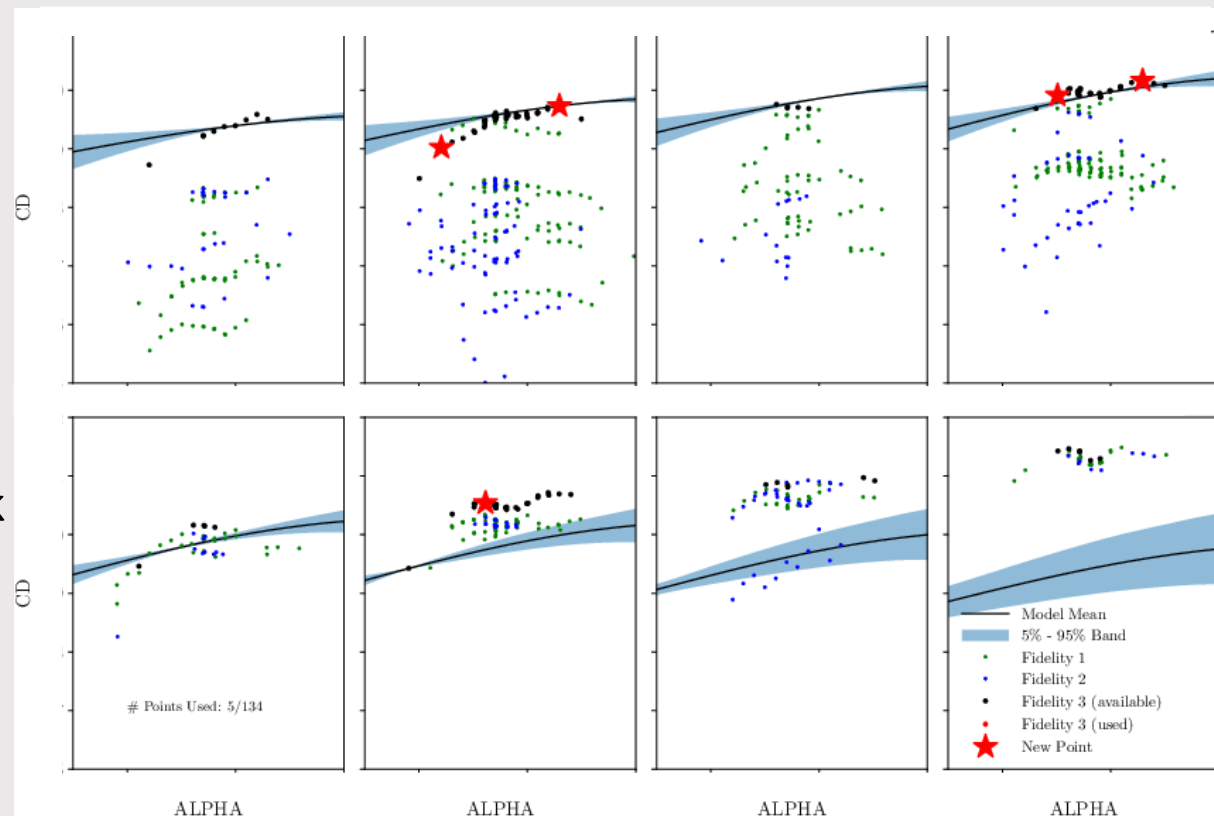 CD
CD
# Points Used: 5/134
Model Mean
5% - 95% Band
Fidelity 1
Fidelity 2
Fidelity 3 (available)
Fidelity 3 (used)
New Point
ALPHA
ALPHA
ALPHA
ALPHA